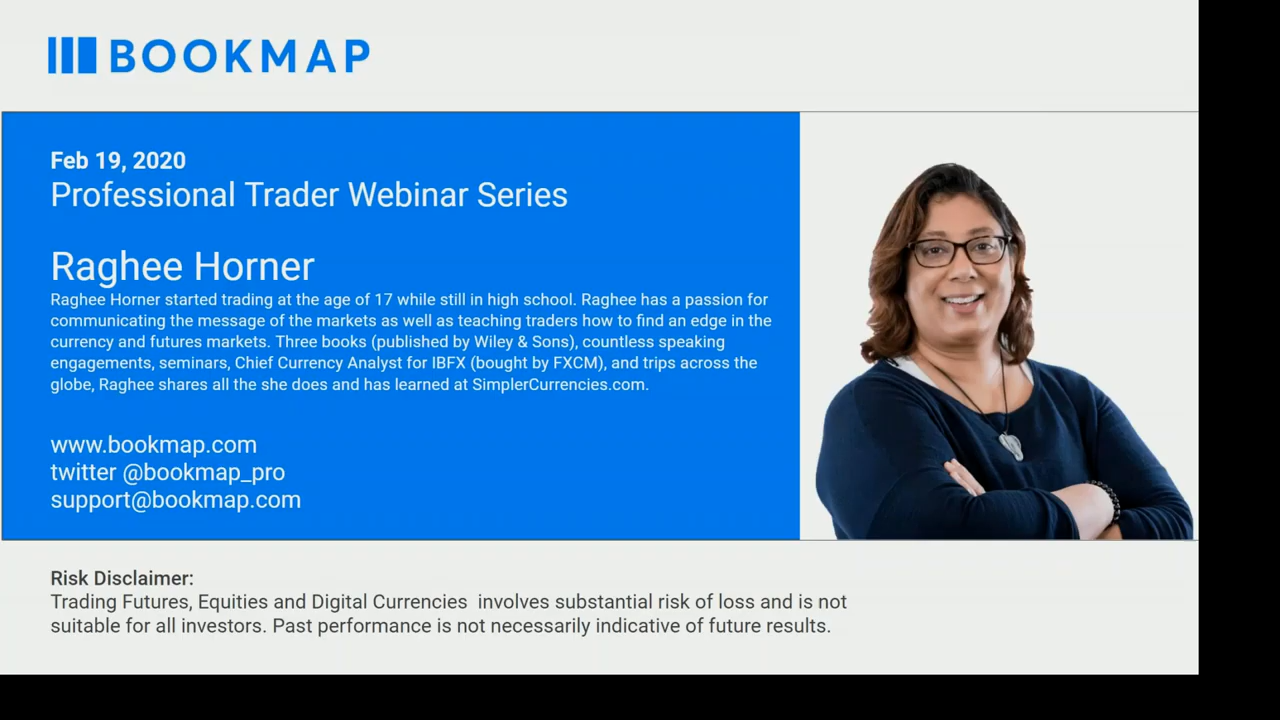 BOOKMAP
Feb 19, 2020
Professional Trader Webinar Series
Raghee Horner
Raghee Horner started trading at the age of 17 while still in high school. Raghee has a passion for
communicating the message of the markets as well as teaching traders how to find an edge in the
currency and futures markets. Three books (published by Wiley & Sons), countless speaking
engagements, seminars, Chief Currency Analyst for IBFX (bought by FXCM), and trips across the
globe, Raghee shares all the she does and has learned at SimplerCurrencies.com.
www.bookmap.com
twitter @bookmap_pro
support@bookmap.com
Risk Disclaimer:
Trading Futures, Equities and Digital Currencies  involves substantial risk of loss and is not
suitable for all investors. Past performance is not necessarily indicative of future results.